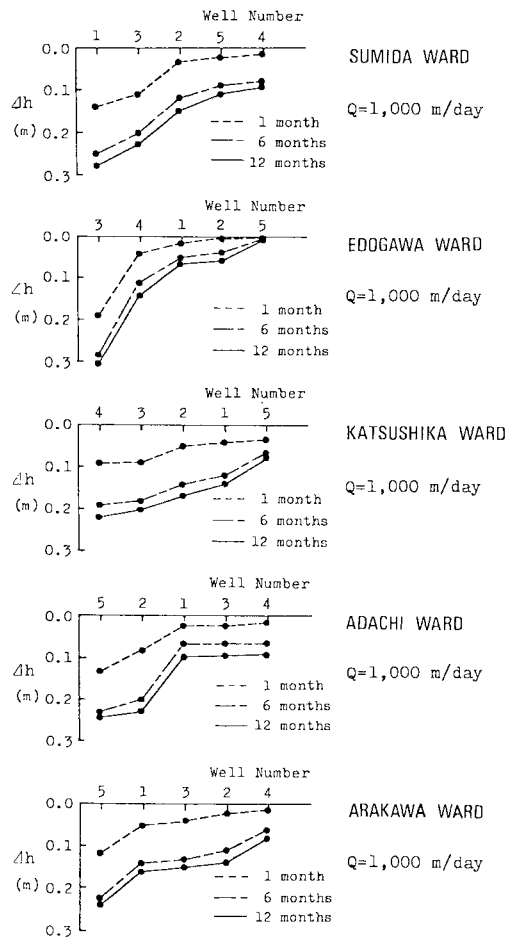 Well Number
1 3 2 5 4
0.0
0.1
0.2
0.3
Δh
(m)
1 month
6 months
12 months
SUMIDA WARD
Q=1,000 m/day
Well Number
3 4 1 2 5
0.0
0.1
0.2
0.3
∠h
(m)
1 month
6 months
12 months
EDOGAWA WARD
Q=1,000 m/day
Well Number
4 3 2 1 5
0.0
0.1
0.2
0.3
Δh
(m)
1 month
6 months
12 months
KATSUSHIKA WARD
Q=1,000 m/day
Well Number
5 2 1 3 4
0.0
0.1
0.2
0.3
Δh
(m)
1 month
6 months
12 months
ADACHI WARD
Q=1,000 m/day
Well Number
5 1 3 2 4
0.0
0.1
0.2
0.3
Δh
(m)
1 month
6 months
12 months
ARAKAWA WARD
Q=1,000 m/day